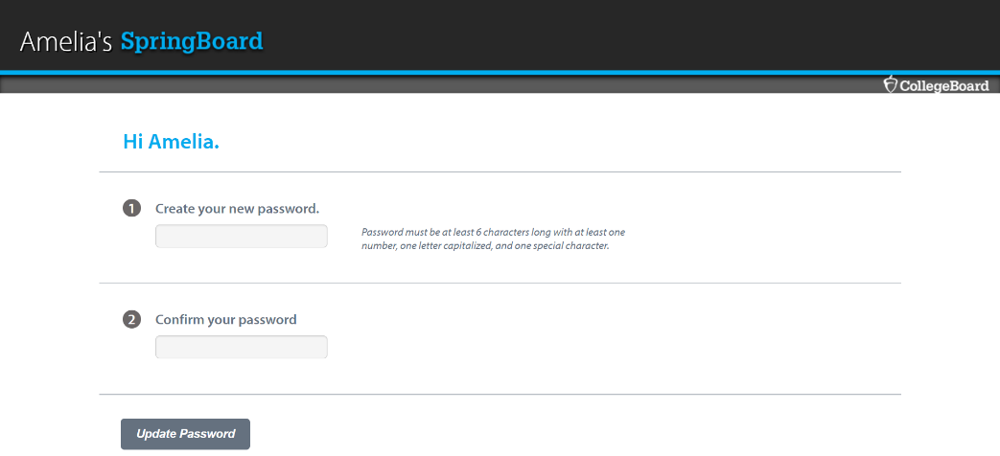 Amelia's SpringBoard
CollegeBoard
Hi Amelia.
1 Create your new password.
Password must be at least 6 characters long with at least one
number, one letter capitalized, and one special character.
2 Confirm your password
Update Password